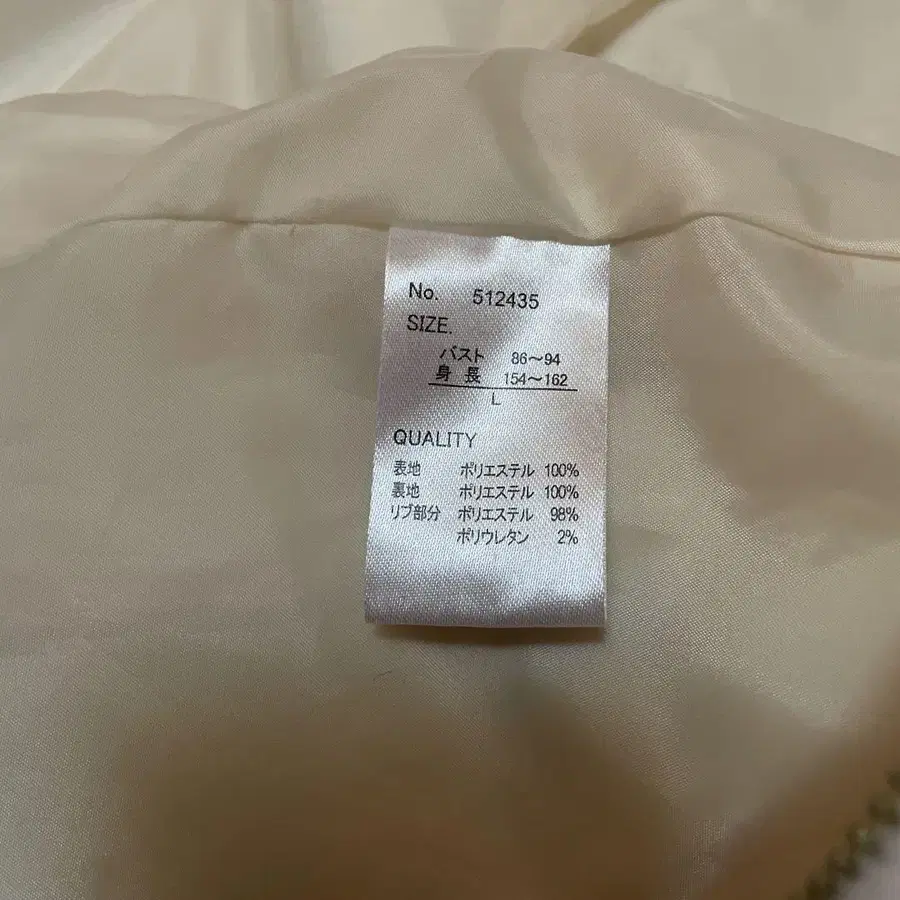 No. 512435
SIZE.
バスト 86～94
身長 154～162
L
QUALITY
表地 ポリエステル 100%
裏地 ポリエステル 100%
リブ部分 ポリエステル 98%
ポリウレタン 2%